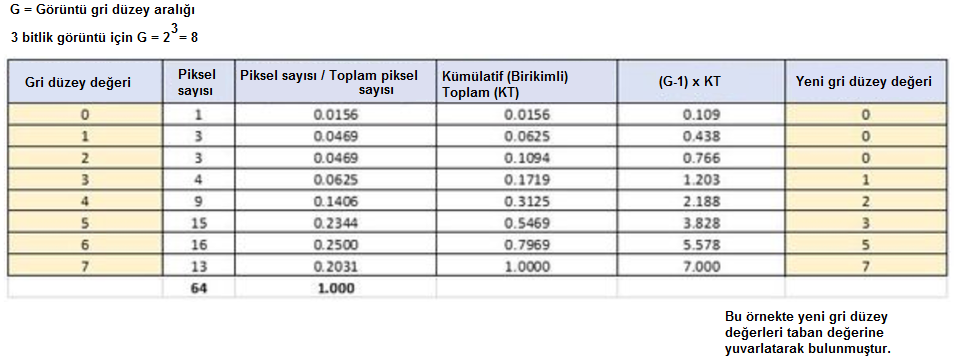 G = Görüntü gri düzey aralığı
3 bitlik görüntü için G = 2^3 = 8
Gri düzey değeri | Piksel sayısı | Piksel sayısı / Toplam piksel sayısı | Kümülatif (Birikimli) Toplam (KT) | (G-1) x KT | Yeni gri düzey değeri
0 | 1 | 0.0156 | 0.0156 | 0.109 | 0
1 | 3 | 0.0469 | 0.0625 | 0.438 | 0
2 | 3 | 0.0469 | 0.1094 | 0.766 | 0
3 | 4 | 0.0625 | 0.1719 | 1.203 | 1
4 | 9 | 0.1406 | 0.3125 | 2.188 | 2
5 | 15 | 0.2344 | 0.5469 | 3.828 | 3
6 | 16 | 0.2500 | 0.7969 | 5.578 | 5
7 | 13 | 0.2031 | 1.0000 | 7.000 | 7
64 | 1.000
Bu örnekte yeni gri düzey
değerleri taban değerine
yuvarlatarak bulunmuştur.